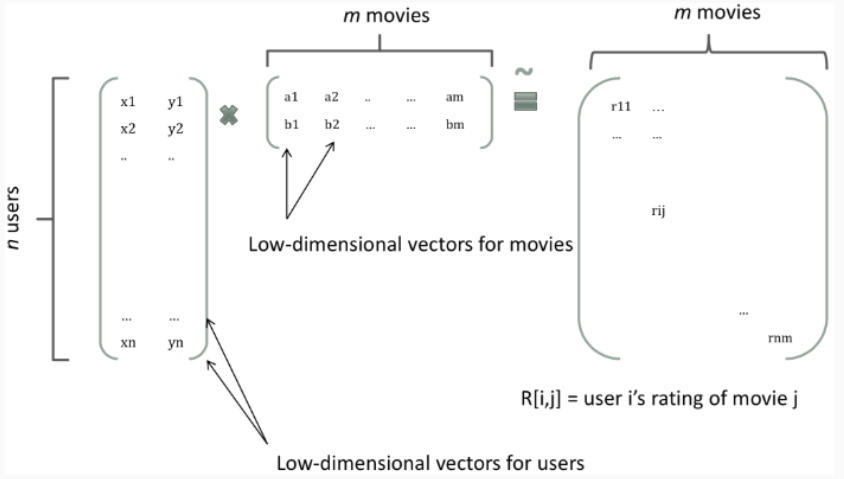 m movies
m movies
n users
x1 y1
x2 y2
.. ..
... ...
xn yn
a1 a2 .. ... am
b1 b2 ... ... bm
~
r11 ...
... ...
rij
...
rnm
Low-dimensional vectors for movies
R[i,j] = user i’s rating of movie j
Low-dimensional vectors for users